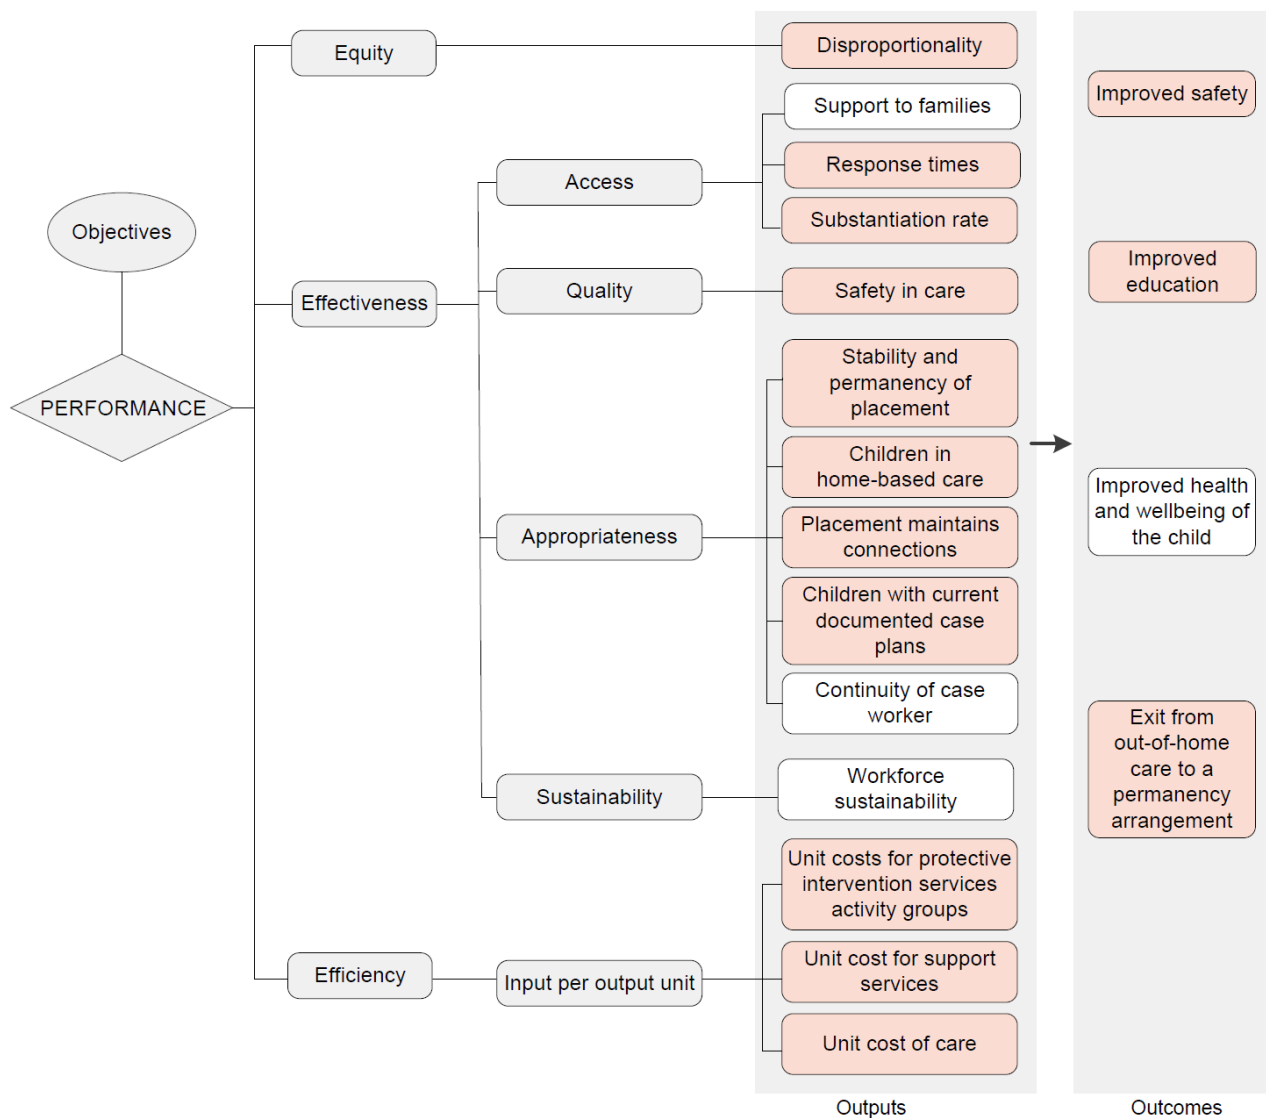 Objectives
PERFORMANCE
Equity
Disproportionality
Effectiveness
Access
Support to families
Response times
Substantiation rate
Quality
Safety in care
Appropriateness
Stability and
permanency of
placement
Children in
home-based care
Placement maintains
connections
Children with current
documented case
plans
Continuity of case
worker
Sustainability
Workforce
sustainability
Efficiency
Input per output unit
Unit costs for protective
intervention services
activity groups
Unit cost for support
services
Unit cost of care
Outputs
Improved safety
Improved
education
Improved health
and wellbeing of
the child
Exit from
out-of-home
care to a
permanency
arrangement
Outcomes